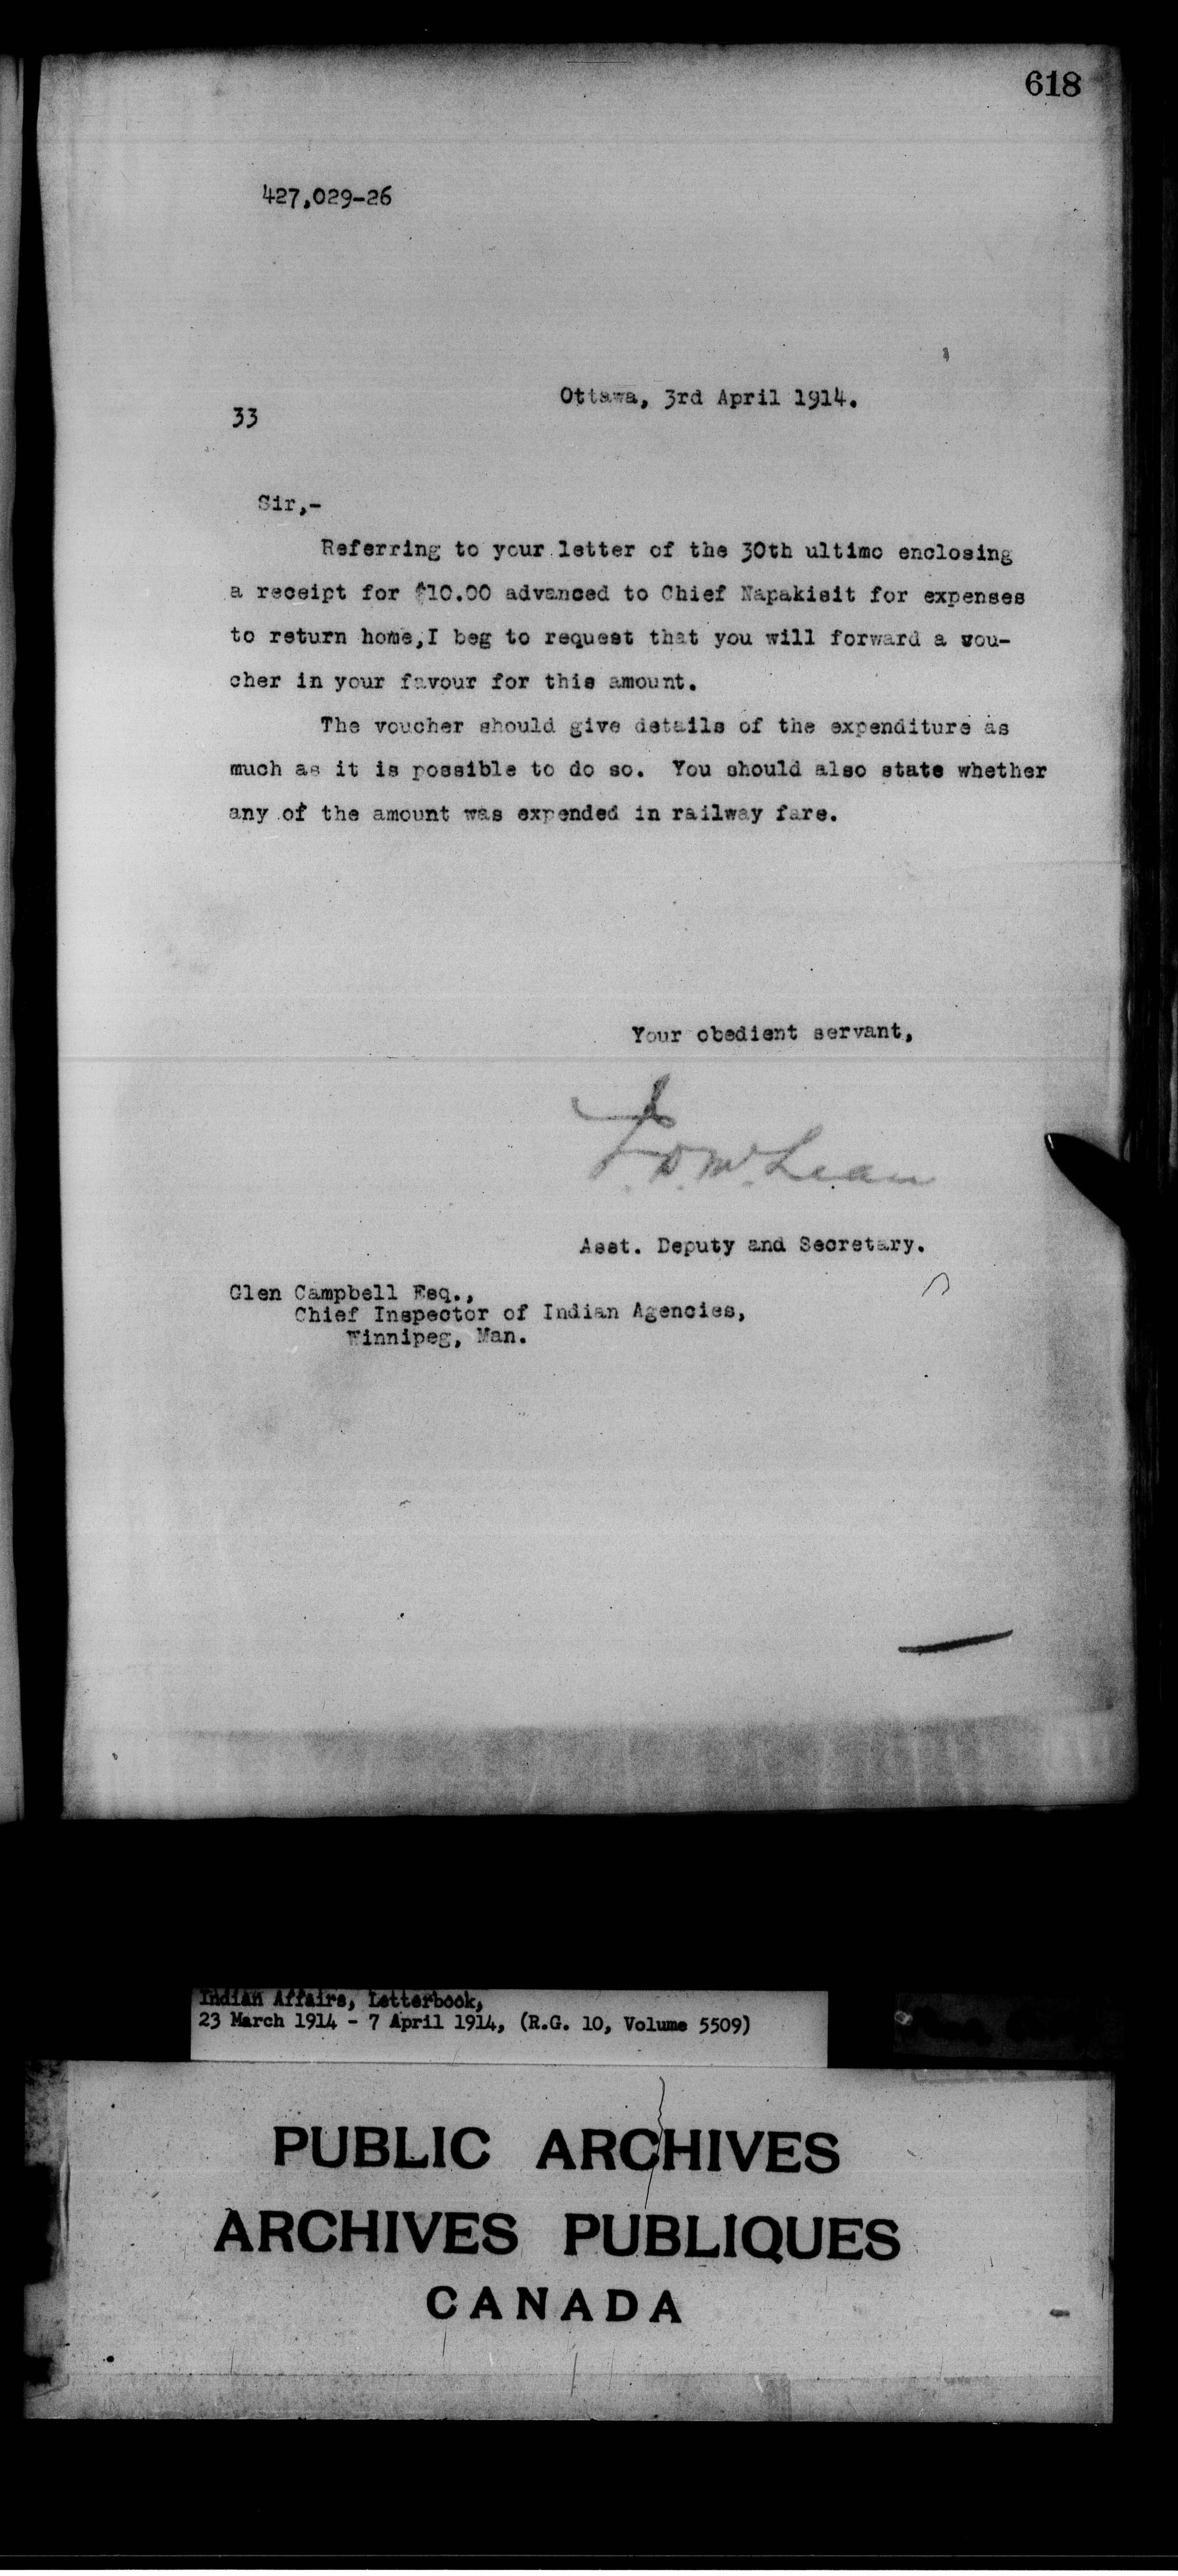 618
427,029-26
Ottawa, 3rd April 1914.
33
Sir,-
Referring to your letter of the 30th ultimo enclosing
a receipt for $10.00 advanced to Chief Napakisit for expenses
to return home,I beg to request that you will forward a vou-
cher in your favour for this amount.
The voucher should give details of the expenditure as
much as it is possible to do so. You should also state whether
any of the amount was expended in railway fare.
Your obedient servant,
J. D. McLean
Asst. Deputy and Secretary.
Glen Campbell Esq.,
Chief Inspector of Indian Agencies,
Winnipeg, Man.
Indian Affairs, Letterbook,
23 March 1914 - 7 April 1914, (R.G. 10, Volume 5509)
PUBLIC ARCHIVES
ARCHIVES PUBLIQUES
CANADA